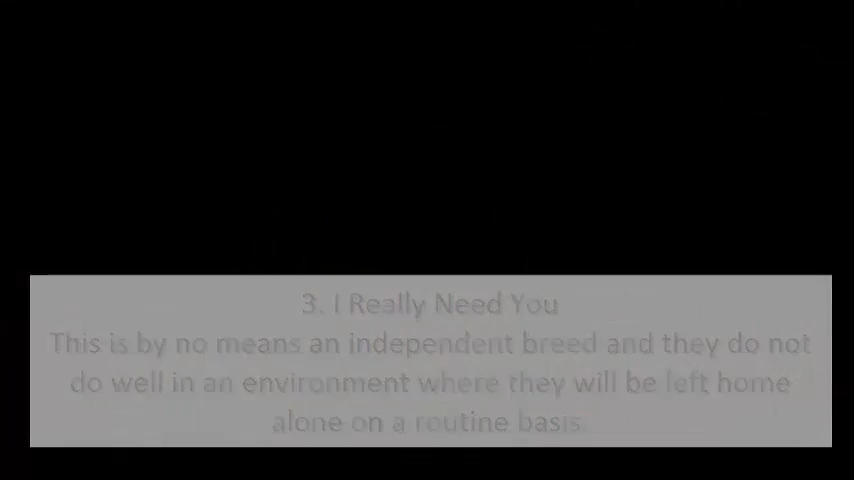 3. I Really Need You
This is by no means an independent breed and they do not
do well in an environment where they will be left home
alone on a routine basis.